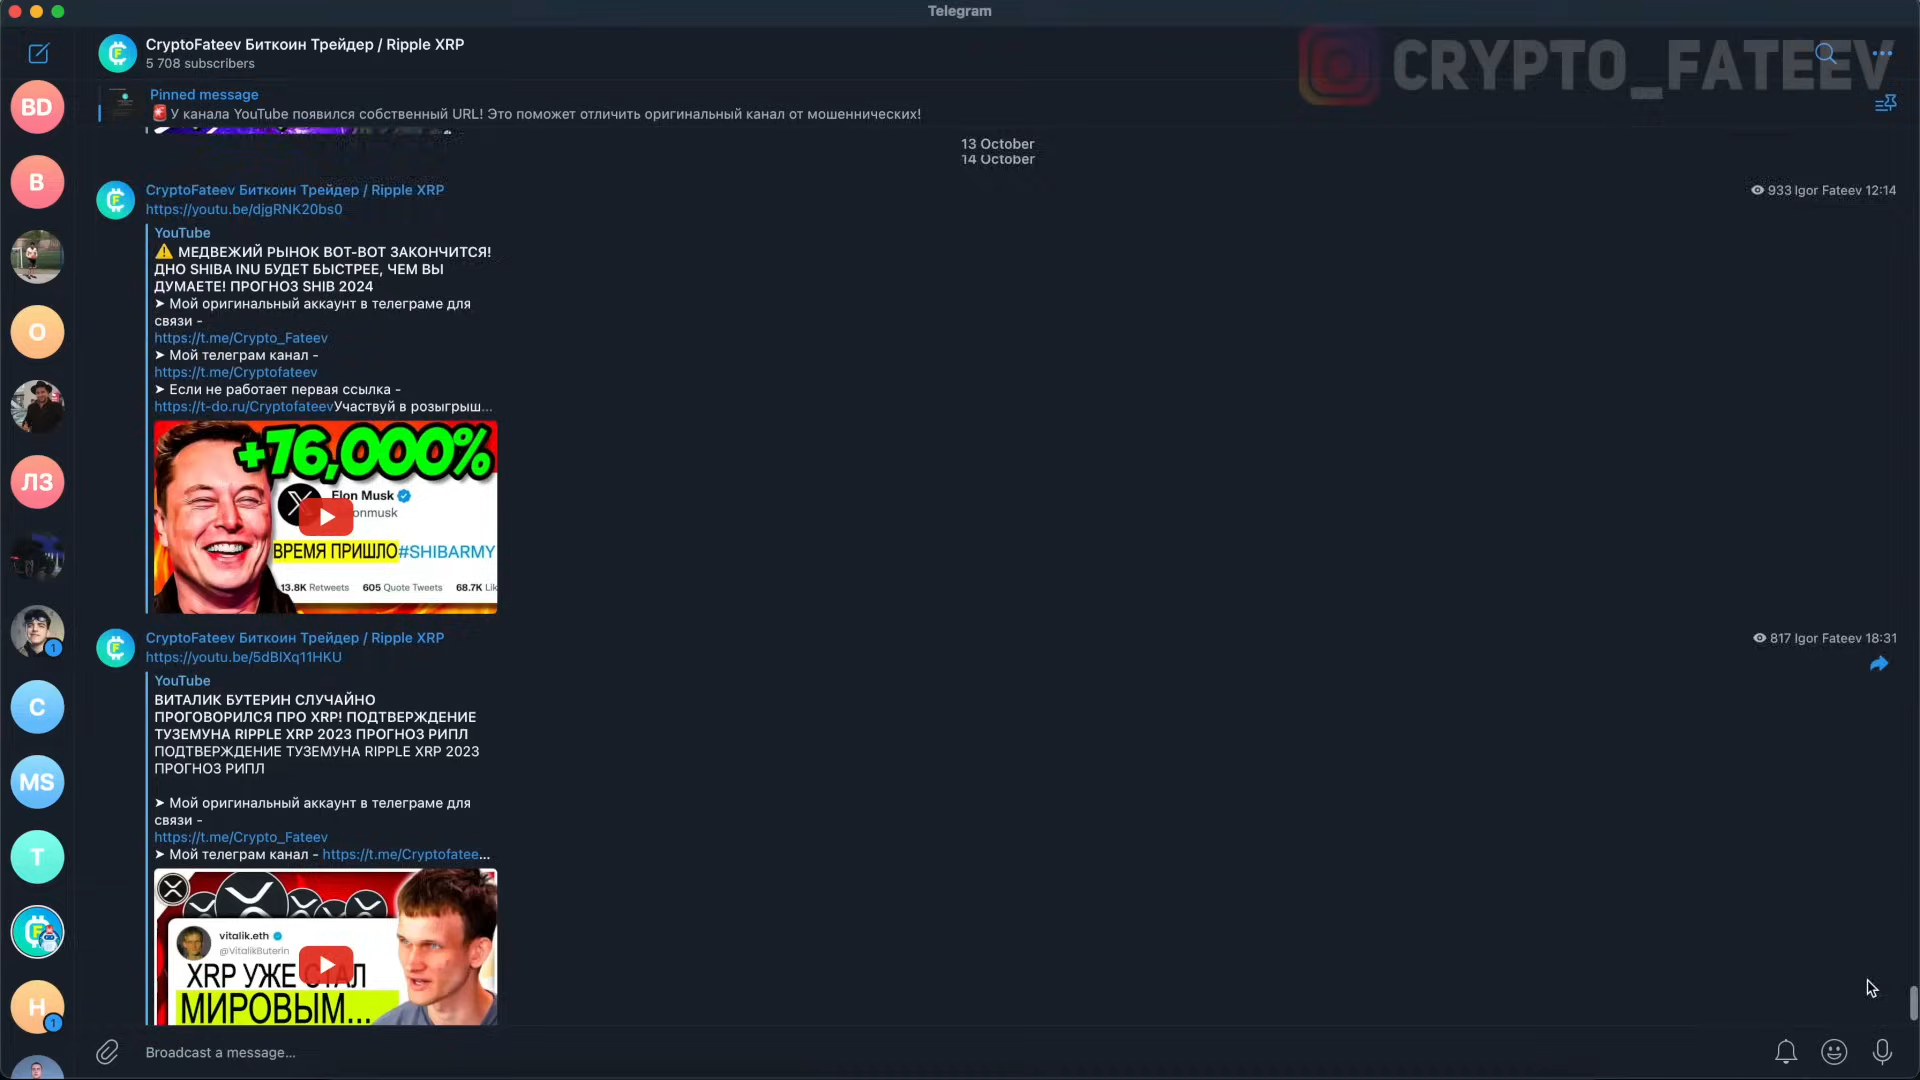 Telegram
CryptoFateev Биткоин Трейдер / Ripple XRP
5 708 subscribers
CRYPTO_FATEEV
Pinned message
У канала YouTube появился собственный URL! Это поможет отличить оригинальный канал от мошеннических!
13 October
14 October
BD
B
O
ЛЗ
1
C
MS
T
H
1
CryptoFateev Биткоин Трейдер / Ripple XRP
933 Igor Fateev 12:14
https://youtu.be/djgRNK20bs0
YouTube
⚠️ МЕДВЕЖИЙ РЫНОК ВОТ-ВОТ ЗАКОНЧИТСЯ!
ДНО SHIBA INU БУДЕТ БЫСТРЕЕ, ЧЕМ ВЫ
ДУМАЕТЕ! ПРОГНОЗ SHIB 2024
➤ Мой оригинальный аккаунт в телеграме для
связи -
https://t.me/Crypto_Fateev
➤ Мой телеграм канал -
https://t.me/Cryptofateev
➤ Если не работает первая ссылка -
https://t-do.ru/CryptofateevУчаствуй в розыгрыш...
+76,000%
Elon Musk
onmusk
ВРЕМЯ ПРИШЛО#SHIBARMY
13.8K Retweets 605 Quote Tweets 68.7K Lik
CryptoFateev Биткоин Трейдер / Ripple XRP
817 Igor Fateev 18:31
https://youtu.be/5dBlXq11HKU
YouTube
ВИТАЛИК БУТЕРИН СЛУЧАЙНО
ПРОГОВОРИЛСЯ ПРО XRP! ПОДТВЕРЖДЕНИЕ
ТУЗЕМУНА RIPPLE XRP 2023 ПРОГНОЗ РИПЛ
ПОДТВЕРЖДЕНИЕ ТУЗЕМУНА RIPPLE XRP 2023
ПРОГНОЗ РИПЛ
➤ Мой оригинальный аккаунт в телеграме для
связи -
https://t.me/Crypto_Fateev
➤ Мой телеграм канал - https://t.me/Cryptofatee...
vitalik.eth
@VitalikButerin
XRP УЖЕ СТАЛ
МИРОВЫМ...
Broadcast a message...